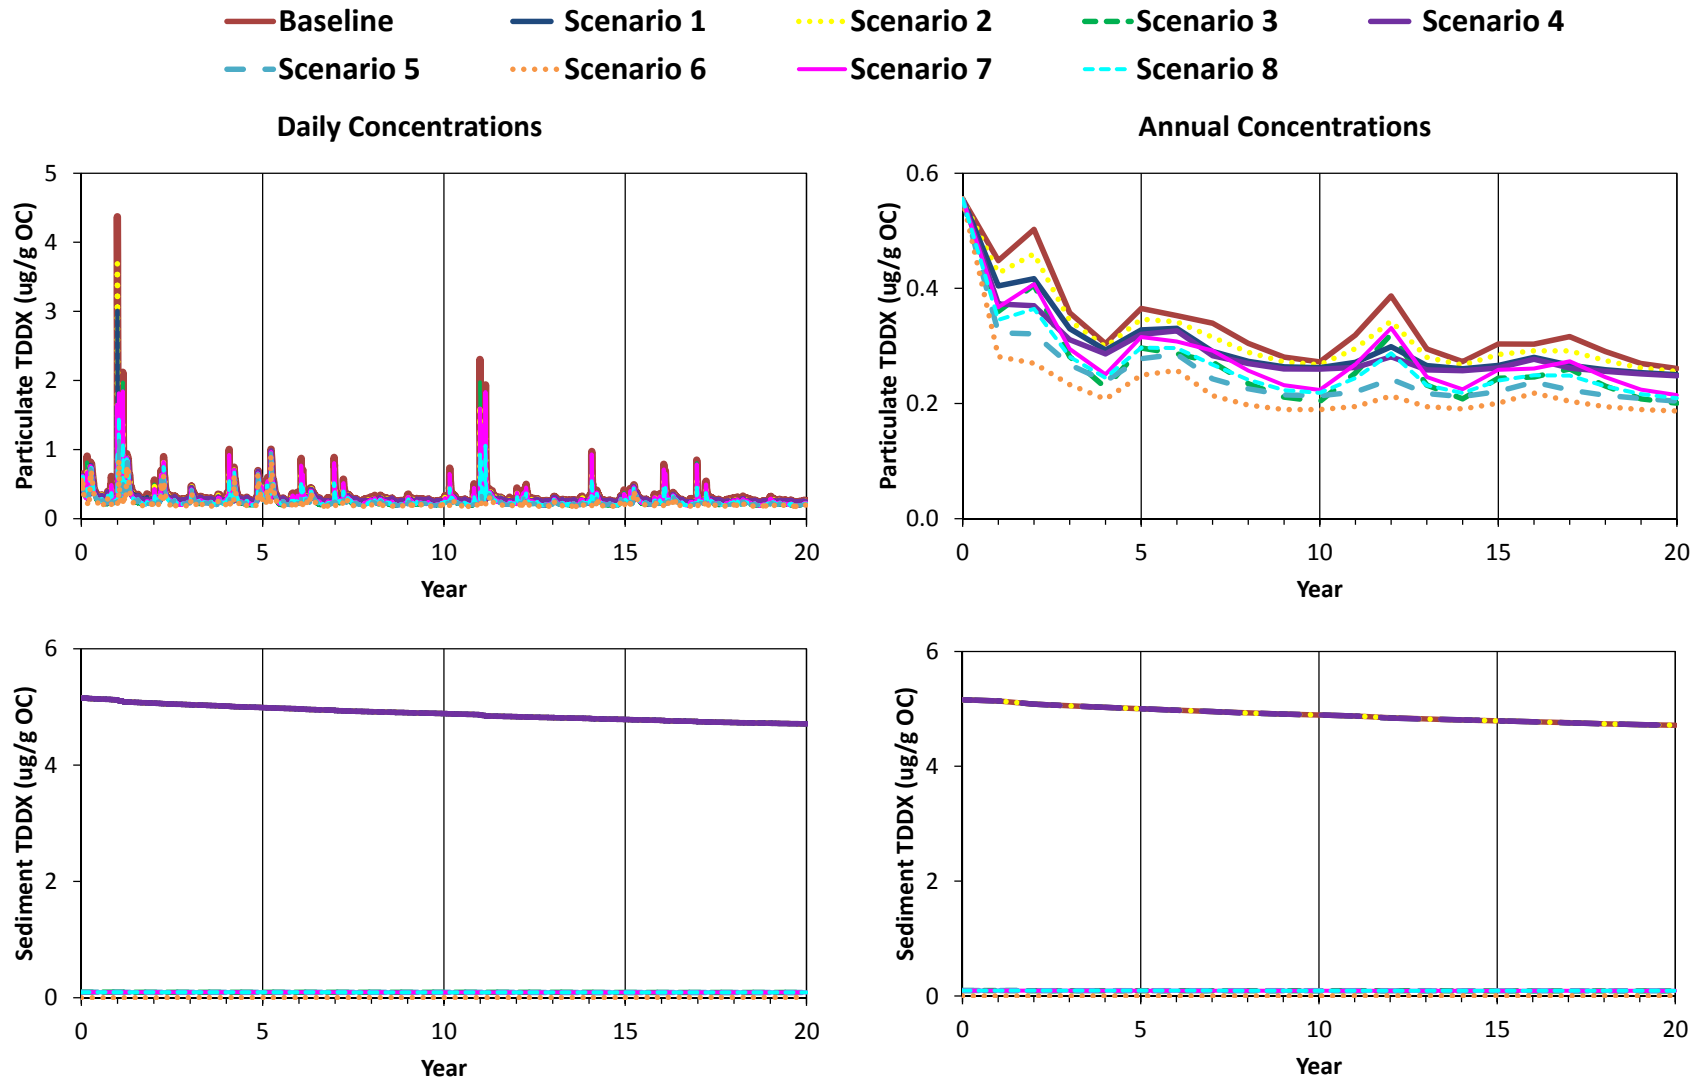 Baseline Scenario 1 Scenario 2 Scenario 3 Scenario 4
Scenario 5 Scenario 6 Scenario 7 Scenario 8
Daily Concentrations
Particulate TDDX (ug/g OC)
5
4
3
2
1
0
0 5 10 15 20
Year
Annual Concentrations
Particulate TDDX (ug/g OC)
0.6
0.4
0.2
0.0
0 5 10 15 20
Year
Sediment TDDX (ug/g OC)
6
4
2
0
0 5 10 15 20
Year
Sediment TDDX (ug/g OC)
6
4
2
0
0 5 10 15 20
Year